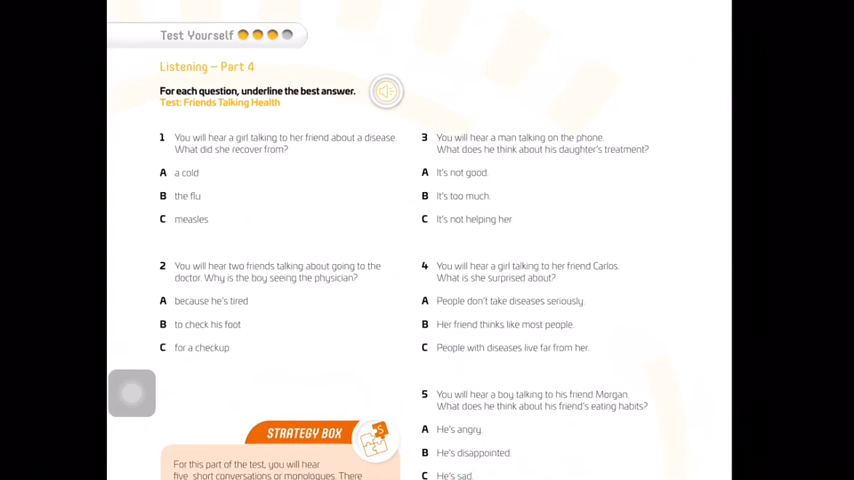 Test Yourself
Listening – Part 4
For each question, underline the best answer.
Test: Friends Talking Health
1 You will hear a girl talking to her friend about a disease.
What did she recover from?
A a cold
B the flu
C measles
2 You will hear two friends talking about going to the
doctor. Why is the boy seeing the physician?
A because he's tired
B to check his foot
C for a checkup
STRATEGY BOX
S
For this part of the test, you will hear
five short conversations or monologues. There
3 You will hear a man talking on the phone.
What does he think about his daughter's treatment?
A It's not good.
B It's too much.
C It's not helping her
4 You will hear a girl talking to her friend Carlos.
What is she surprised about?
A People don't take diseases seriously.
B Her friend thinks like most people.
C People with diseases live far from her.
5 You will hear a boy talking to his friend Morgan.
What does he think about his friend's eating habits?
A He's angry.
B He's disappointed.
C He's sad.